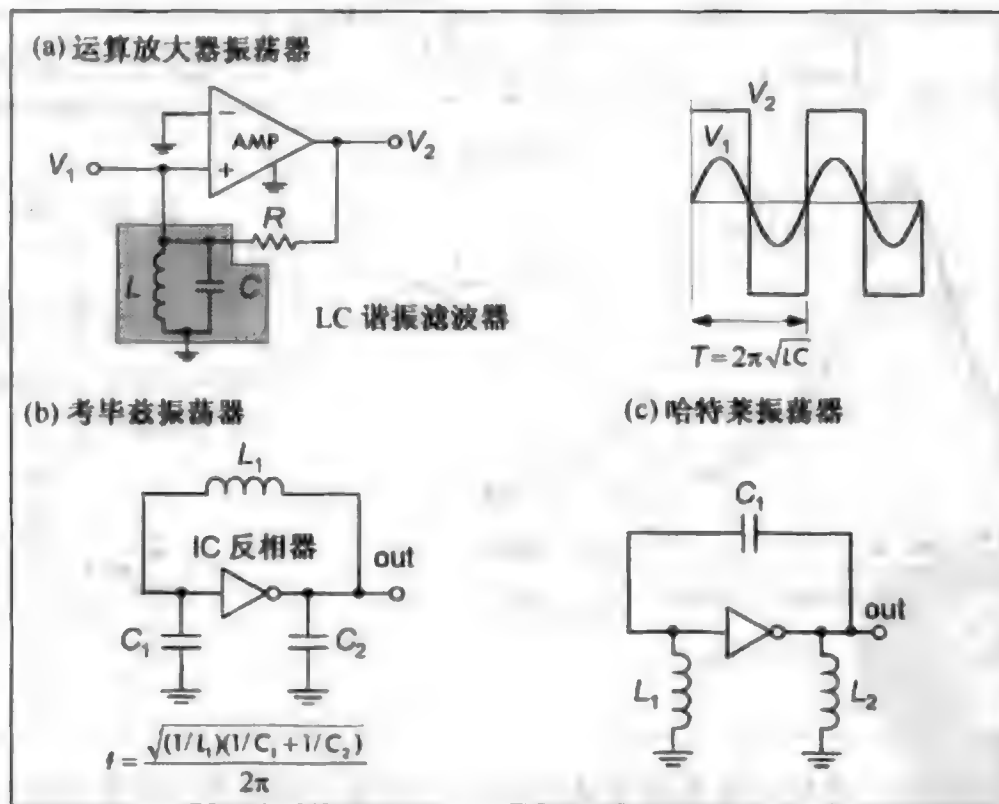 (a) 运算放大器振荡器
V₂
V₁
AMP
−
+
V₁
V₂
R
L
C
LC 谐振滤波器
T=2π√LC
(b) 考毕兹振荡器
(c) 哈特莱振荡器
L₁
C₁
IC 反相器
out
out
C₁
C₂
L₁
L₂
f=√(1/L₁)(1/C₁+1/C₂)/2π